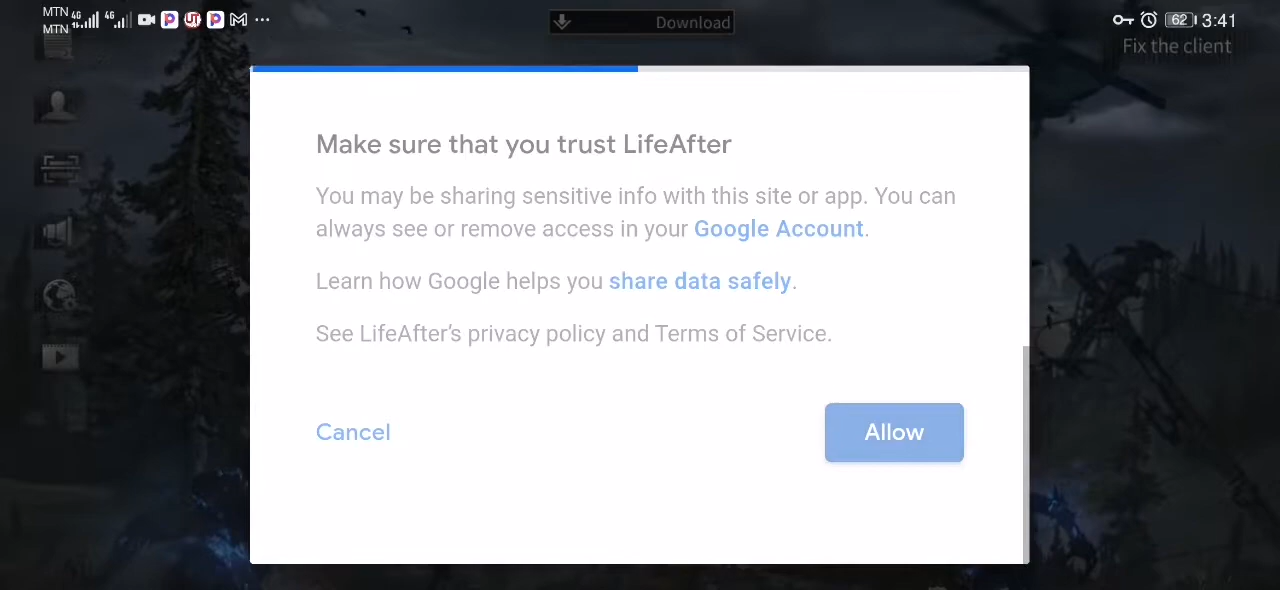 MTN 4G 4G
MTN
Download
62 3:41
Fix the client
Make sure that you trust LifeAfter
You may be sharing sensitive info with this site or app. You can
always see or remove access in your Google Account.
Learn how Google helps you share data safely.
See LifeAfter's privacy policy and Terms of Service.
Cancel
Allow